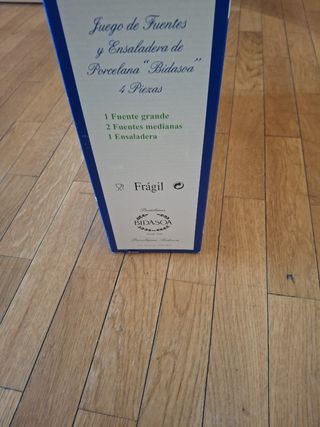 Juego de Fuentes
y Ensaladera de
Porcelana "Bidasoa"
4 Piezas
1 Fuente grande
2 Fuentes medianas
1 Ensaladera
Frágil
BIDASOA